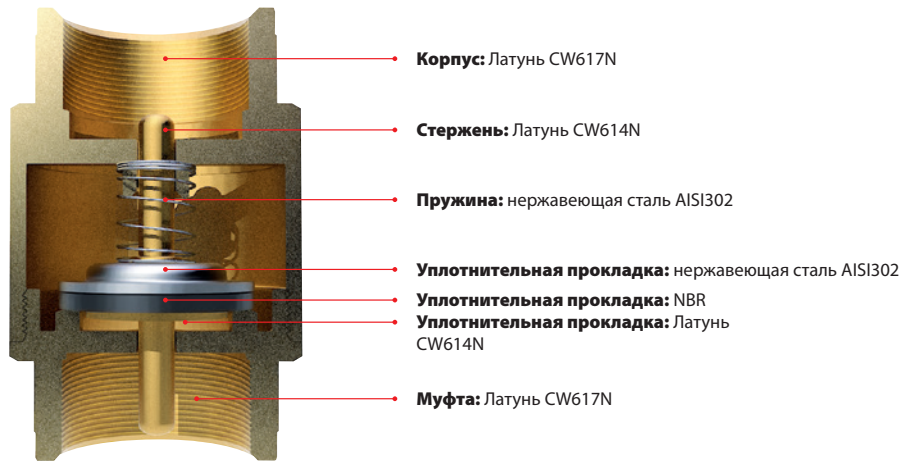 Корпус: Латунь CW617N
Стержень: Латунь CW614N
Пружина: нержавеющая сталь AISI302
Уплотнительная прокладка: нержавеющая сталь AISI302
Уплотнительная прокладка: NBR
Уплотнительная прокладка: Латунь
CW614N
Муфта: Латунь CW617N